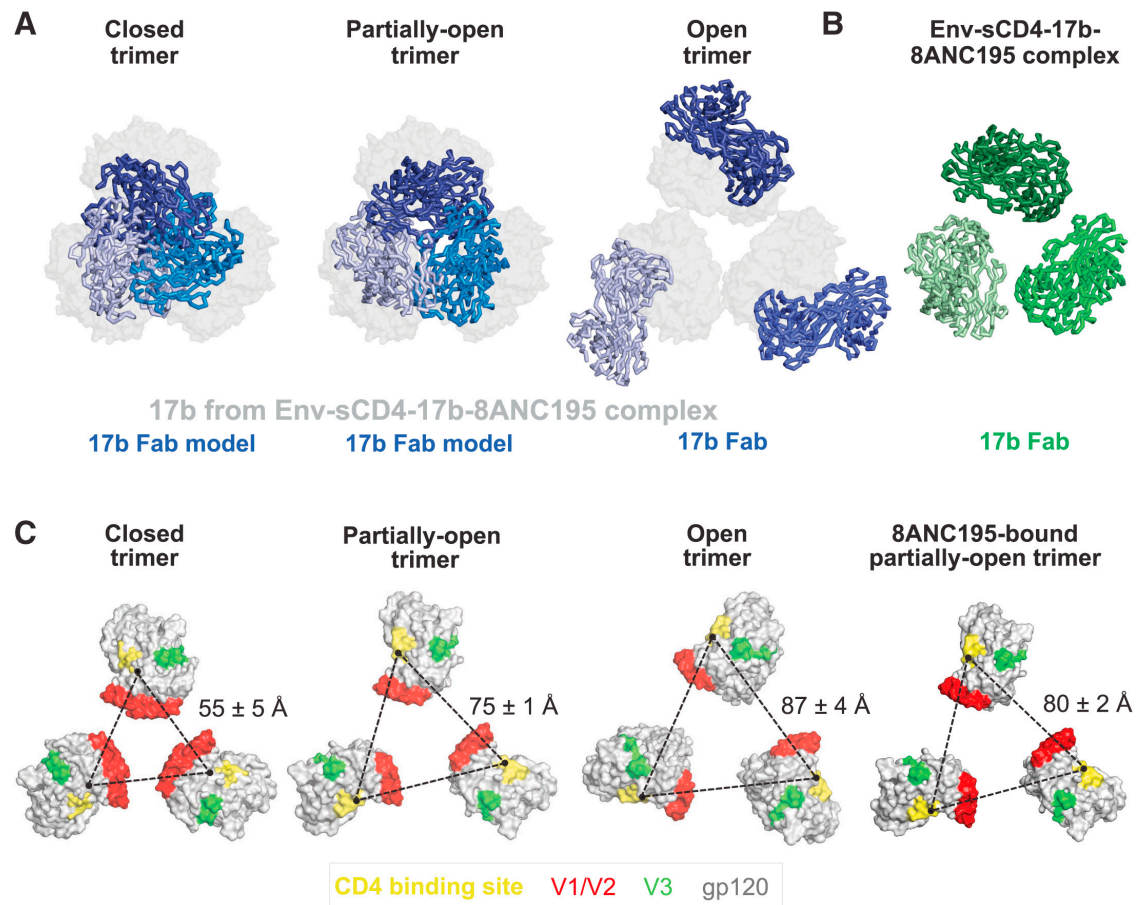 A
Closed
trimer
Partially-open
trimer
Open
trimer
B
Env-sCD4-17b-
8ANC195 complex
17b from Env-sCD4-17b-8ANC195 complex
17b Fab model
17b Fab model
17b Fab
17b Fab
C
Closed
trimer
Partially-open
trimer
Open
trimer
8ANC195-bound
partially-open trimer
55 ± 5 Å
75 ± 1 Å
87 ± 4 Å
80 ± 2 Å
CD4 binding site V1/V2 V3 gp120